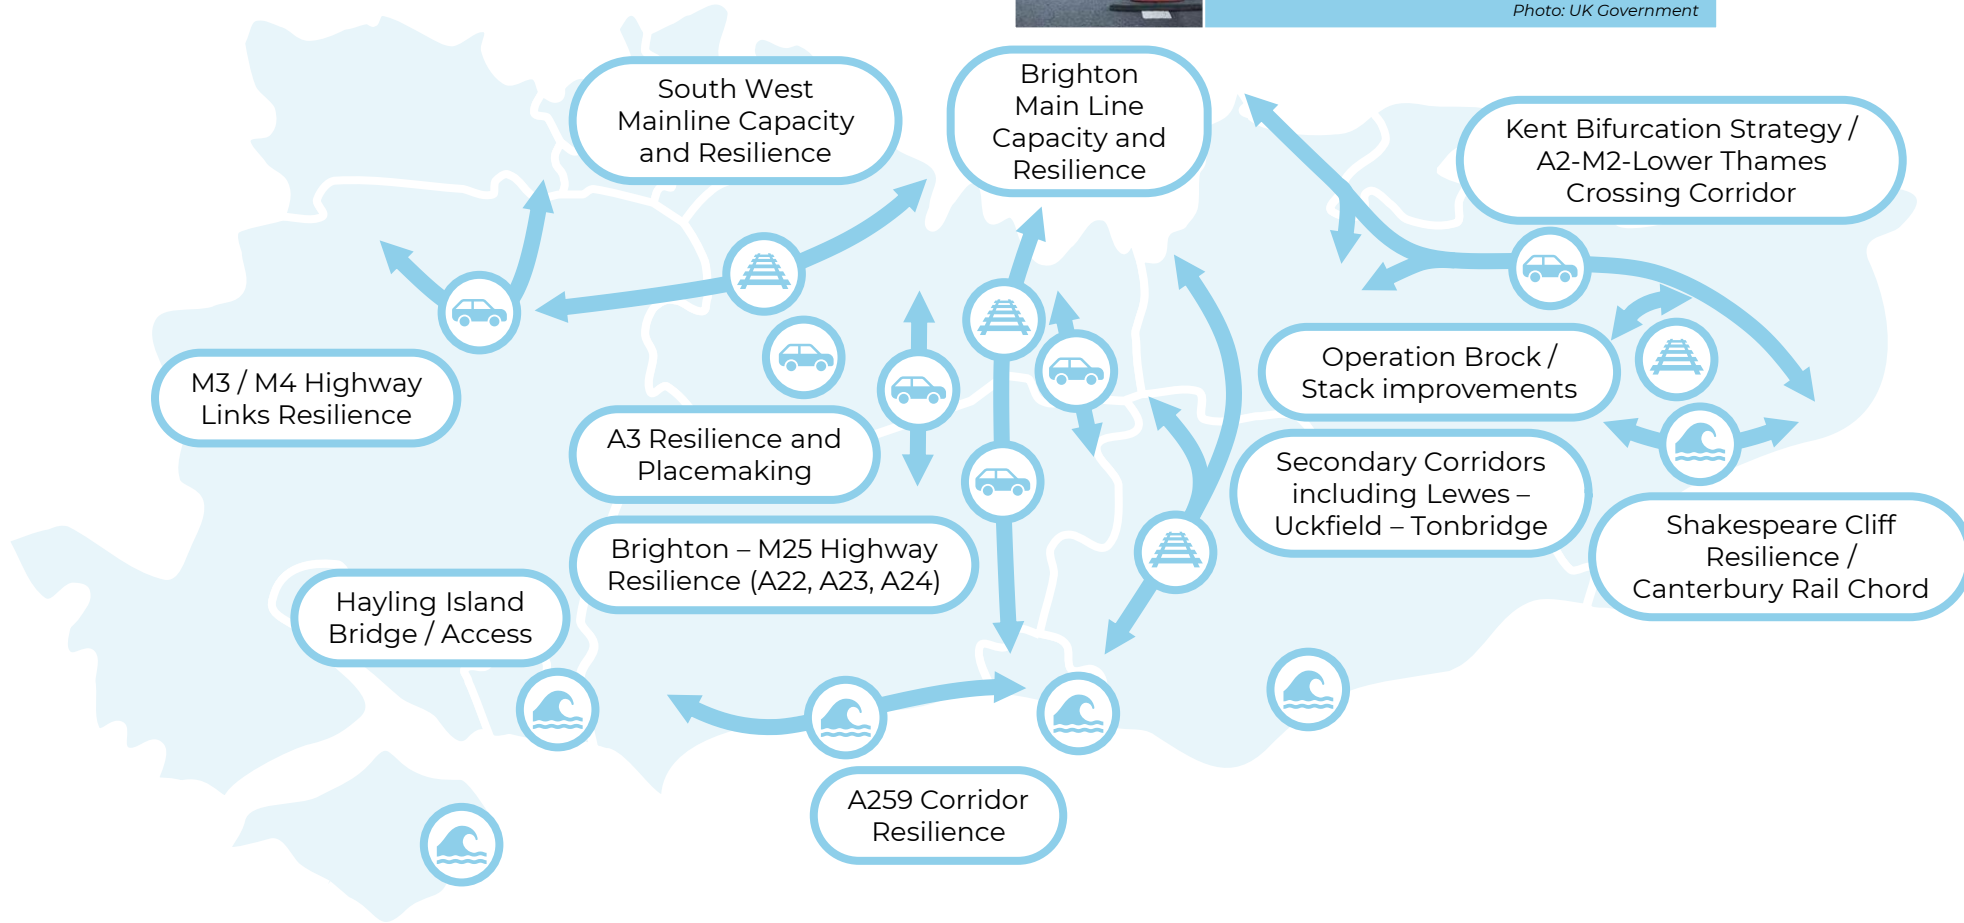 Photo: UK Government
South West
Mainline Capacity
and Resilience
Brighton
Main Line
Capacity and
Resilience
Kent Bifurcation Strategy /
A2-M2-Lower Thames
Crossing Corridor
M3 / M4 Highway
Links Resilience
A3 Resilience and
Placemaking
Operation Brock /
Stack improvements
Secondary Corridors
including Lewes –
Uckfield – Tonbridge
Brighton – M25 Highway
Resilience (A22, A23, A24)
Shakespeare Cliff
Resilience /
Canterbury Rail Chord
Hayling Island
Bridge / Access
A259 Corridor
Resilience